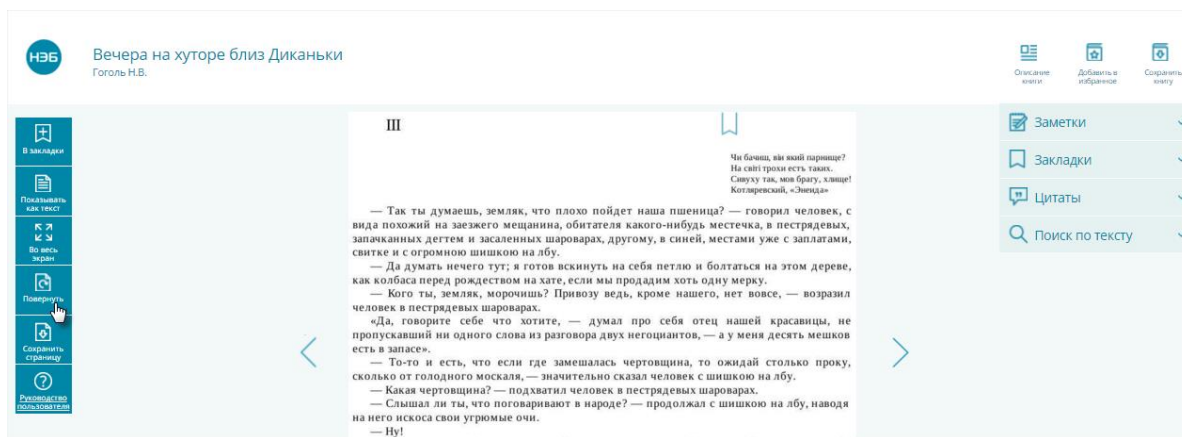 нэб
Вечера на хуторе близ Диканьки
Гоголь Н.В.
Описание
книги
Добавить в
избранное
Сохранить
книгу
В закладки
Показывать
как текст
Во весь
экран
Повернуть
Сохранить
страницу
Руководство
пользователя
III
Чи бачиш, він який парнище?
На світі трохи есть таких.
Сивуху так, мов брагу, хлище!
Котляревский, «Энеида»
— Так ты думаешь, земляк, что плохо пойдет наша пшеница? — говорил человек, с
вида похожий на заезжего мещанина, обитателя какого-нибудь местечка, в пестрядевых,
запачканных дегтем и засаленных шароварах, другому, в синей, местами уже с заплатами,
свитке и с огромною шишкою на лбу.
— Да думать нечего тут; я готов вскинуть на себя петлю и болтаться на этом дереве,
как колбаса перед рождеством на хате, если мы продадим хоть одну мерку.
— Кого ты, земляк, морочишь? Привозу ведь, кроме нашего, нет вовсе, — возразил
человек в пестрядевых шароварах.
«Да, говорите себе что хотите, — думал про себя отец нашей красавицы, не
пропускавший ни одного слова из разговора двух негоциантов, — а у меня десять мешков
есть в запасе».
— То-то и есть, что если где замешалась чертовщина, то ожидай столько проку,
сколько от голодного москаля, — значительно сказал человек с шишкою на лбу.
— Какая чертовщина? — подхватил человек в пестрядевых шароварах.
— Слышал ли ты, что поговаривают в народе? — продолжал с шишкою на лбу, наводя
на него искоса свои угрюмые очи.
— Ну!
Заметки
Закладки
Цитаты
Поиск по тексту